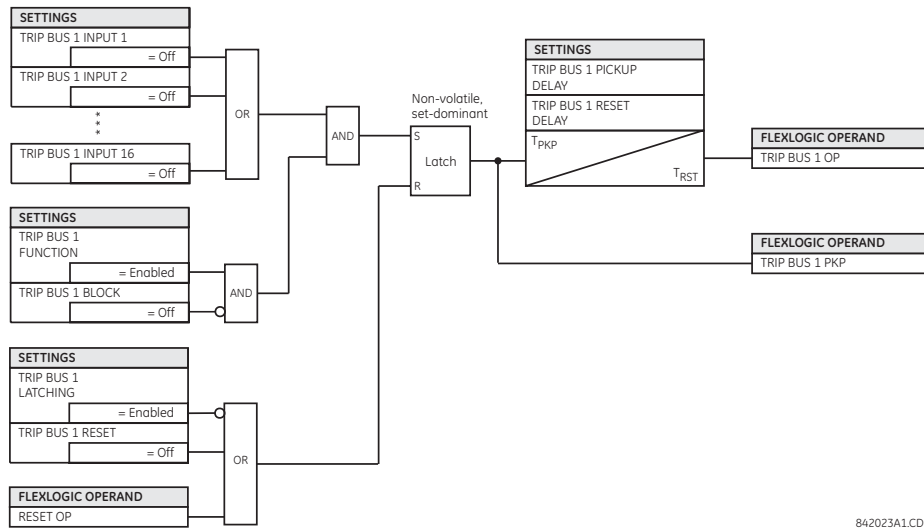 SETTINGS
TRIP BUS 1 INPUT 1
= Off
TRIP BUS 1 INPUT 2
= Off
* * *
TRIP BUS 1 INPUT 16
= Off
OR
AND
SETTINGS
TRIP BUS 1
FUNCTION
= Enabled
TRIP BUS 1 BLOCK
= Off
AND
SETTINGS
TRIP BUS 1
LATCHING
= Enabled
TRIP BUS 1 RESET
= Off
OR
FLEXLOGIC OPERAND
RESET OP
Non-volatile,
set-dominant
S
Latch
R
SETTINGS
TRIP BUS 1 PICKUP
DELAY
TRIP BUS 1 RESET
DELAY
TPKP
TRST
FLEXLOGIC OPERAND
TRIP BUS 1 OP
FLEXLOGIC OPERAND
TRIP BUS 1 PKP
842023A1.CDR